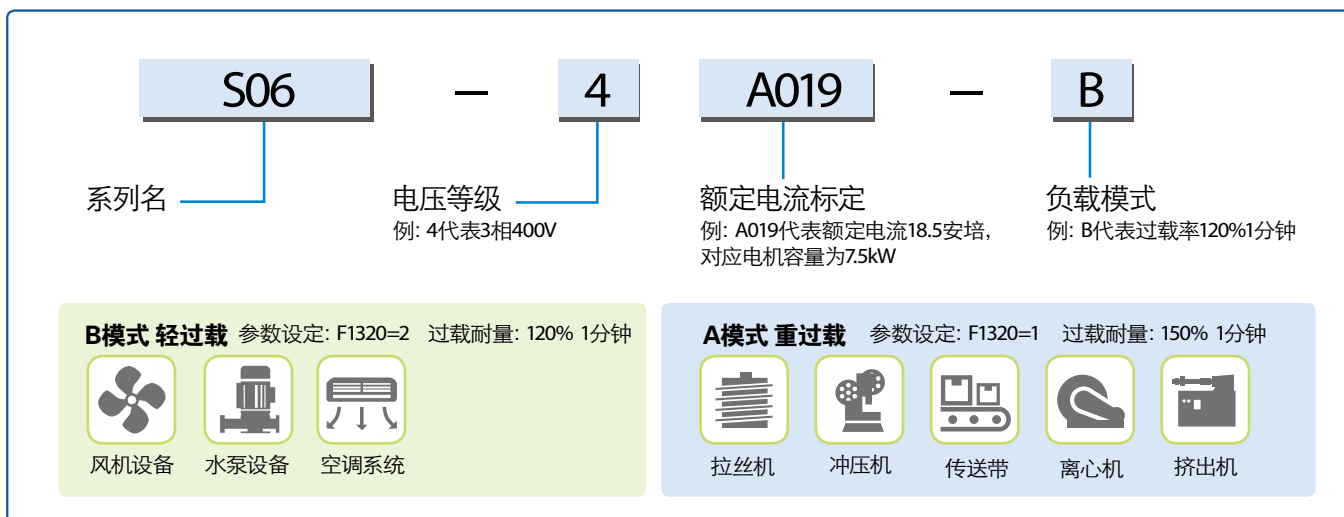 S06 — 4 A019 — B
系列名
电压等级
例: 4代表3相400V
额定电流标定
例: A019代表额定电流18.5安培,
对应电机容量为7.5kW
负载模式
例: B代表过载率120%1分钟
B模式 轻过载 参数设定: F1320=2 过载耐量: 120% 1分钟
风机设备 水泵设备 空调系统
A模式 重过载 参数设定: F1320=1 过载耐量: 150% 1分钟
拉丝机 冲压机 传送带 离心机 挤出机